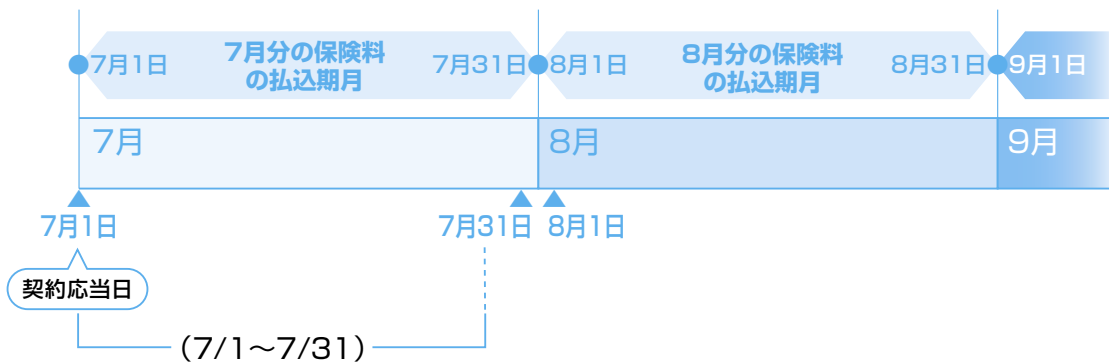 7月1日
7月分の保険料
の払込期月
7月31日
8月1日
8月分の保険料
の払込期月
8月31日
9月1日
7月
8月
9月
7月1日
7月31日
8月1日
契約応当日
(7/1〜7/31)